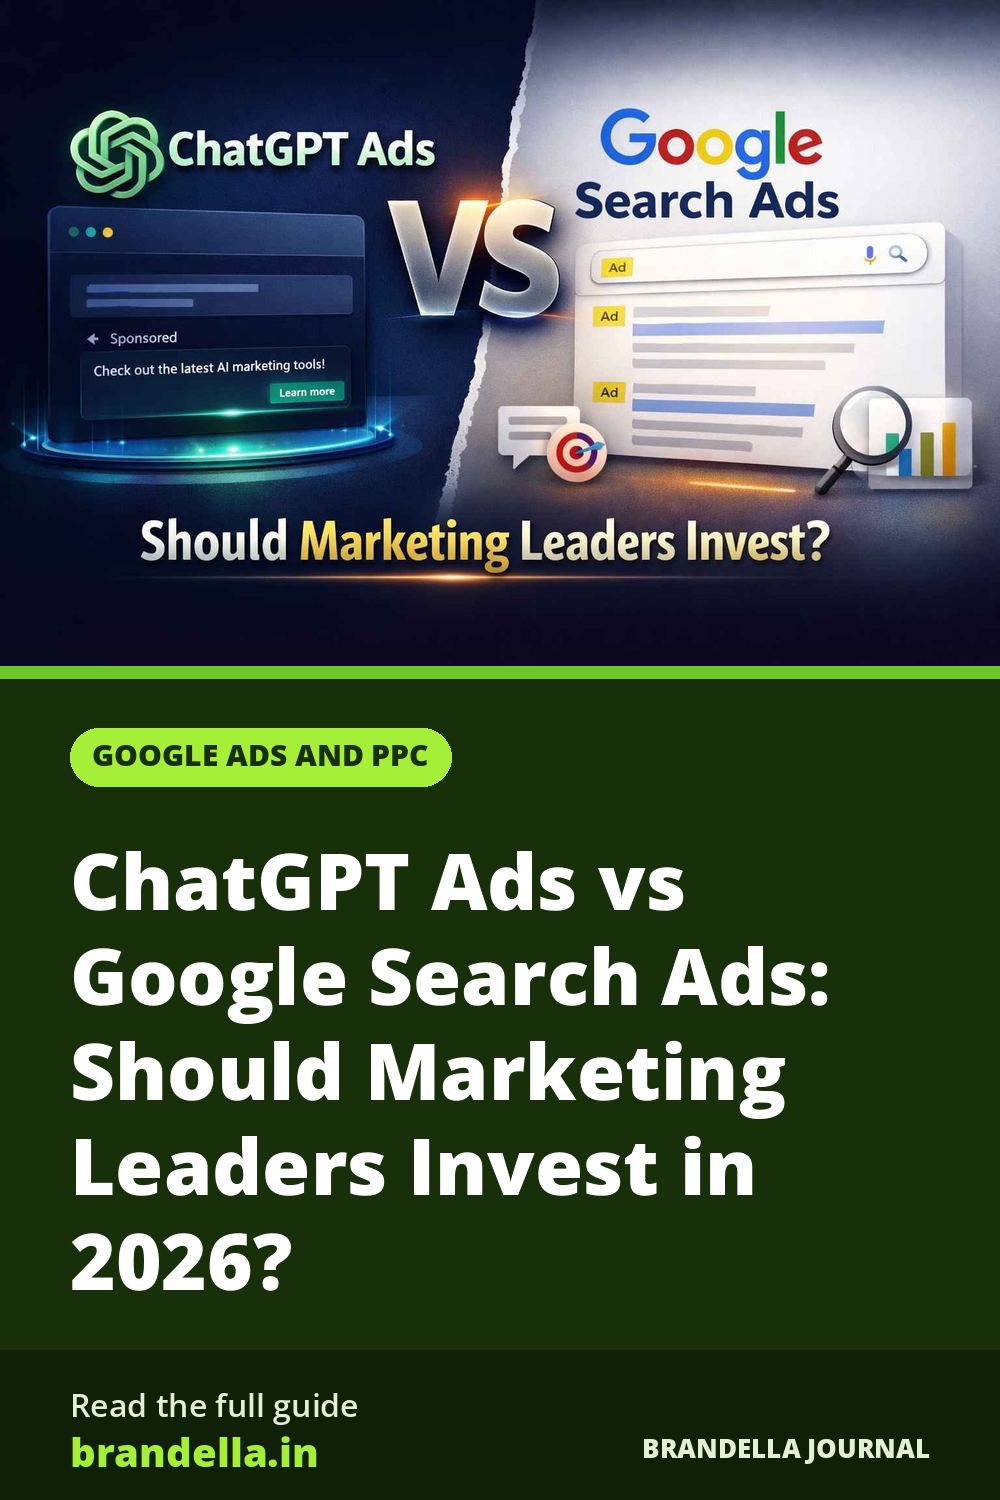 ChatGPT Ads
VS
Google
Search Ads
Sponsored
Check out the latest AI marketing tools!
Learn more
Ad
Ad
Ad
Should Marketing Leaders Invest?
GOOGLE ADS AND PPC
ChatGPT Ads vs
Google Search Ads:
Should Marketing
Leaders Invest in
2026?
Read the full guide
brandella.in
BRANDELLA JOURNAL